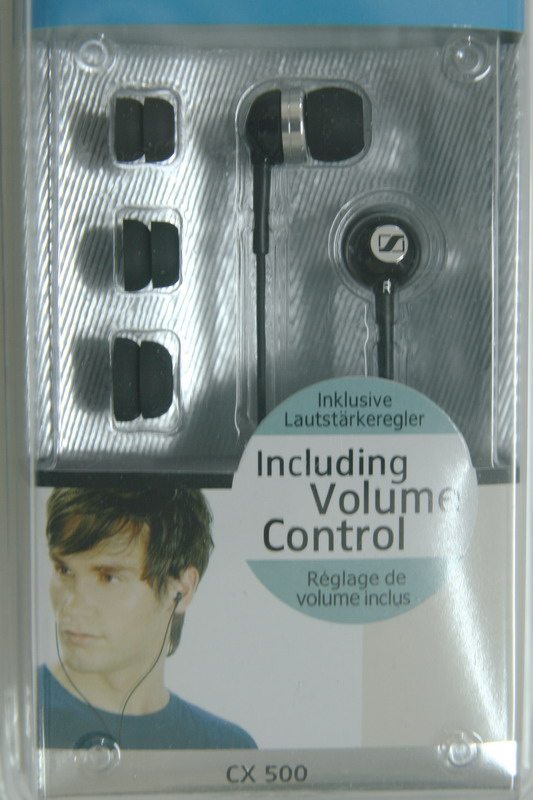 R
Inklusive
Lautstärkeregler
Including
Volume
Control
Réglage de
volume inclus
CX 500